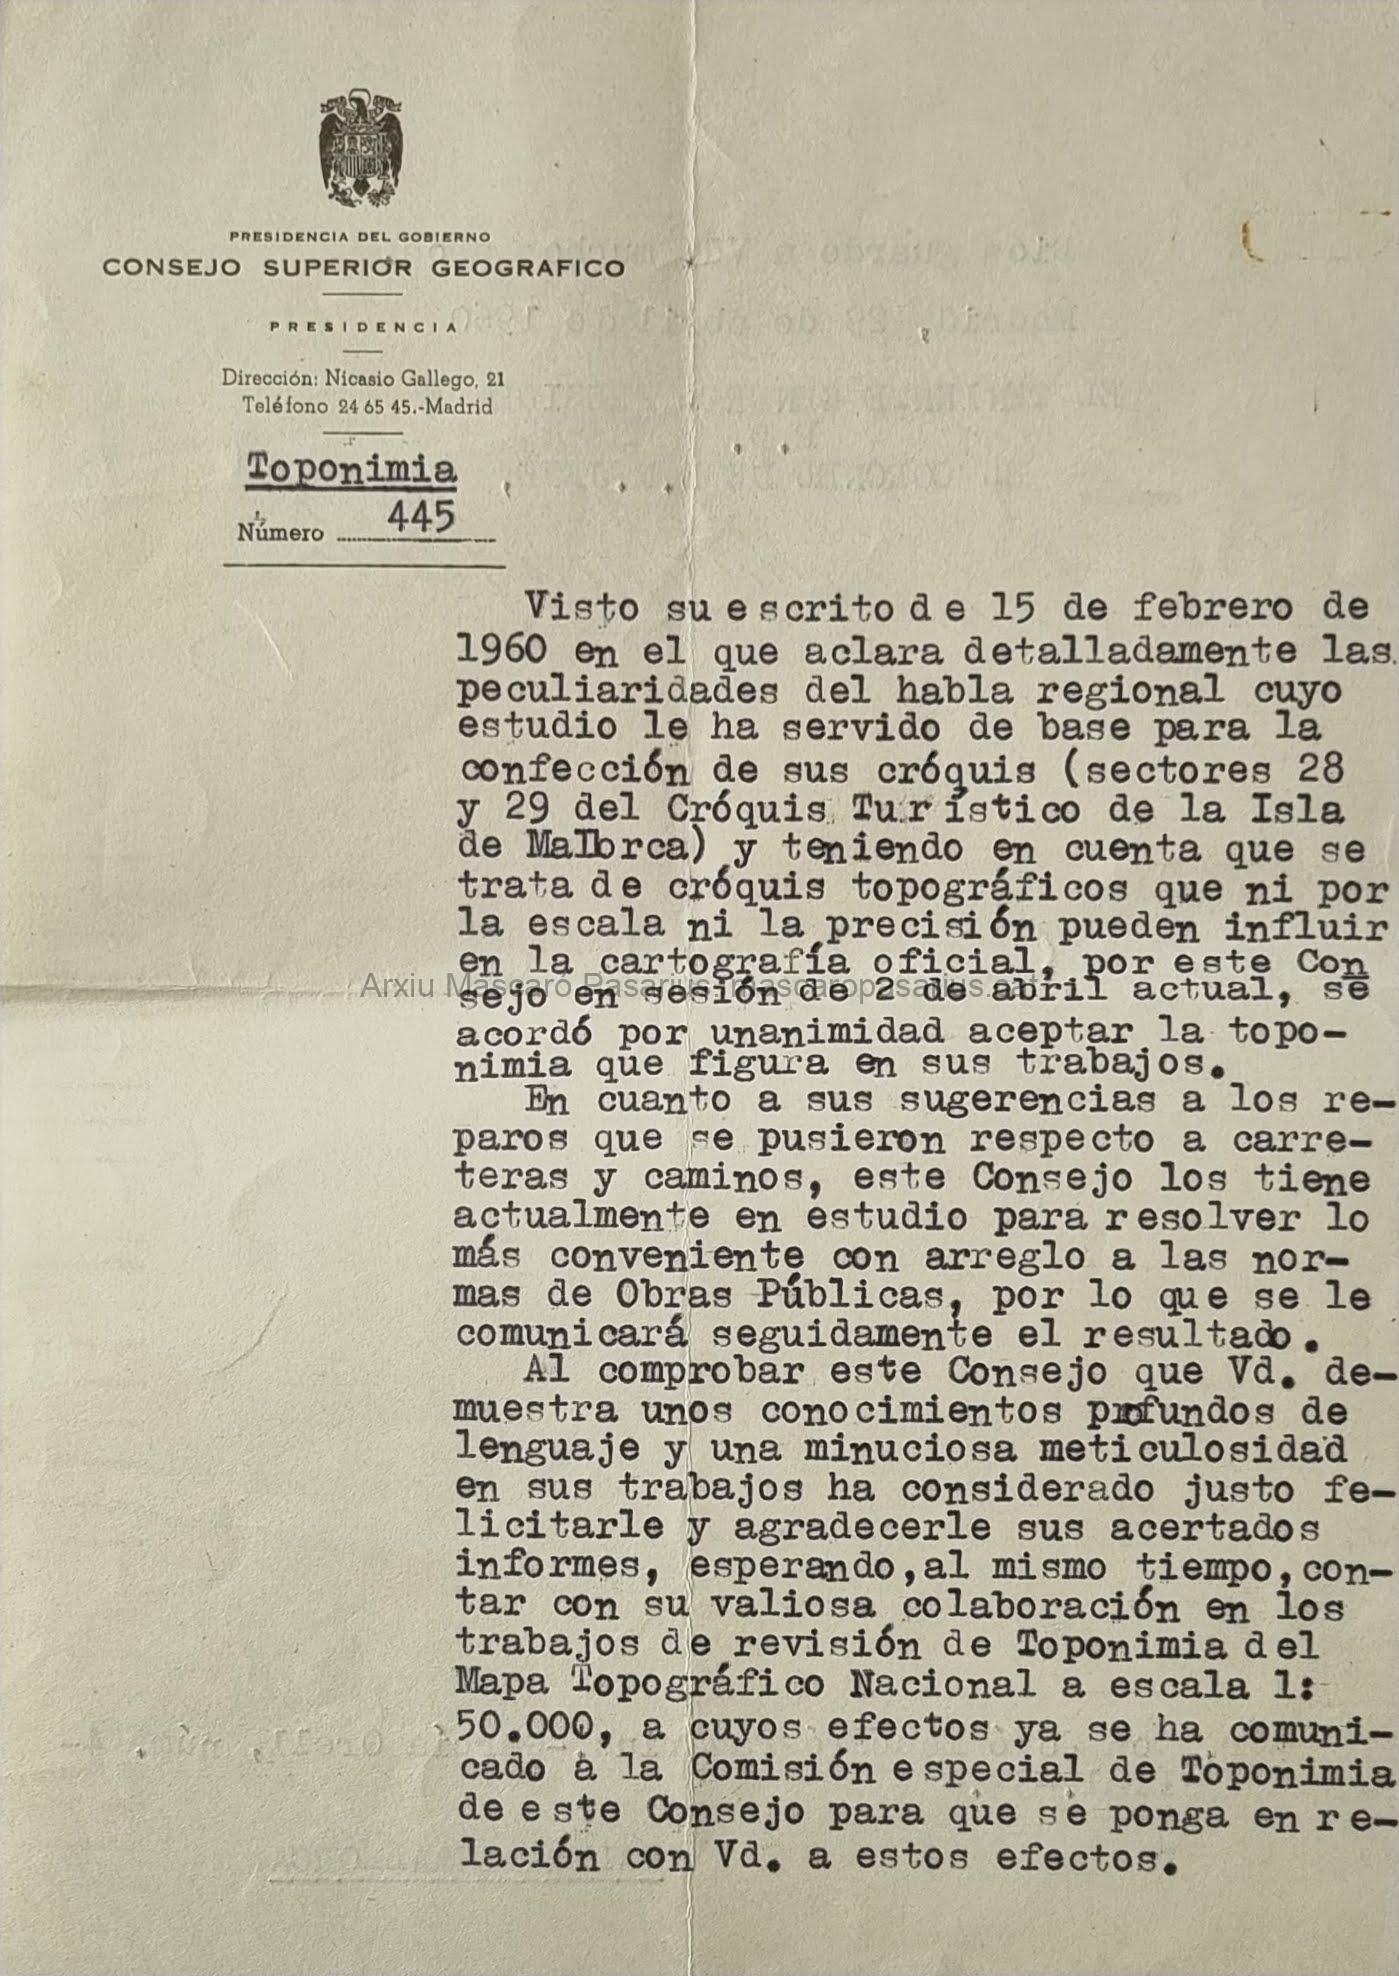 PRESIDENCIA DEL GOBIERNO
CONSEJO SUPERIOR GEOGRAFICO
PRESIDENCIA
Dirección: Nicasio Gallego, 21
Teléfono 24 65 45.-Madrid
Toponimia
Número 445
Visto su escrito de 15 de febrero de
1960 en el que aclara detalladamente las
peculiaridades del habla regional cuyo
estudio le ha servido de base para la
confección de sus cróquis (sectores 28
y 29 del Cróquis Turístico de la Isla
de Mallorca) y teniendo en cuenta que se
trata de cróquis topográficos que ni por
la escala ni la precisión pueden influir
en la cartografía oficial, por este Con
sejo en sesión de 2 de abril actual, se
acordó por unanimidad aceptar la topo-
nimia que figura en sus trabajos.
En cuanto a sus sugerencias a los re-
paros que se pusieron respecto a carre-
teras y caminos, este Consejo los tiene
actualmente en estudio para resolver lo
más conveniente con arreglo a las nor-
mas de Obras Públicas, por lo que se le
comunicará seguidamente el resultado.
Al comprobar este Consejo que Vd. de-
muestra unos conocimientos profundos de
lenguaje y una minuciosa meticulosidad
en sus trabajos ha considerado justo fe-
licitarle y agradecerle sus acertados
informes, esperando, al mismo tiempo, con-
tar con su valiosa colaboración en los
trabajos de revisión de Toponimia del
Mapa Topográfico Nacional a escala 1:
50.000, a cuyos efectos ya se ha comuni-
cado a la Comisión especial de Toponimia
de este Consejo para que se ponga en re-
lación con Vd. a estos efectos.
Arxiu Mascaró Pasarius